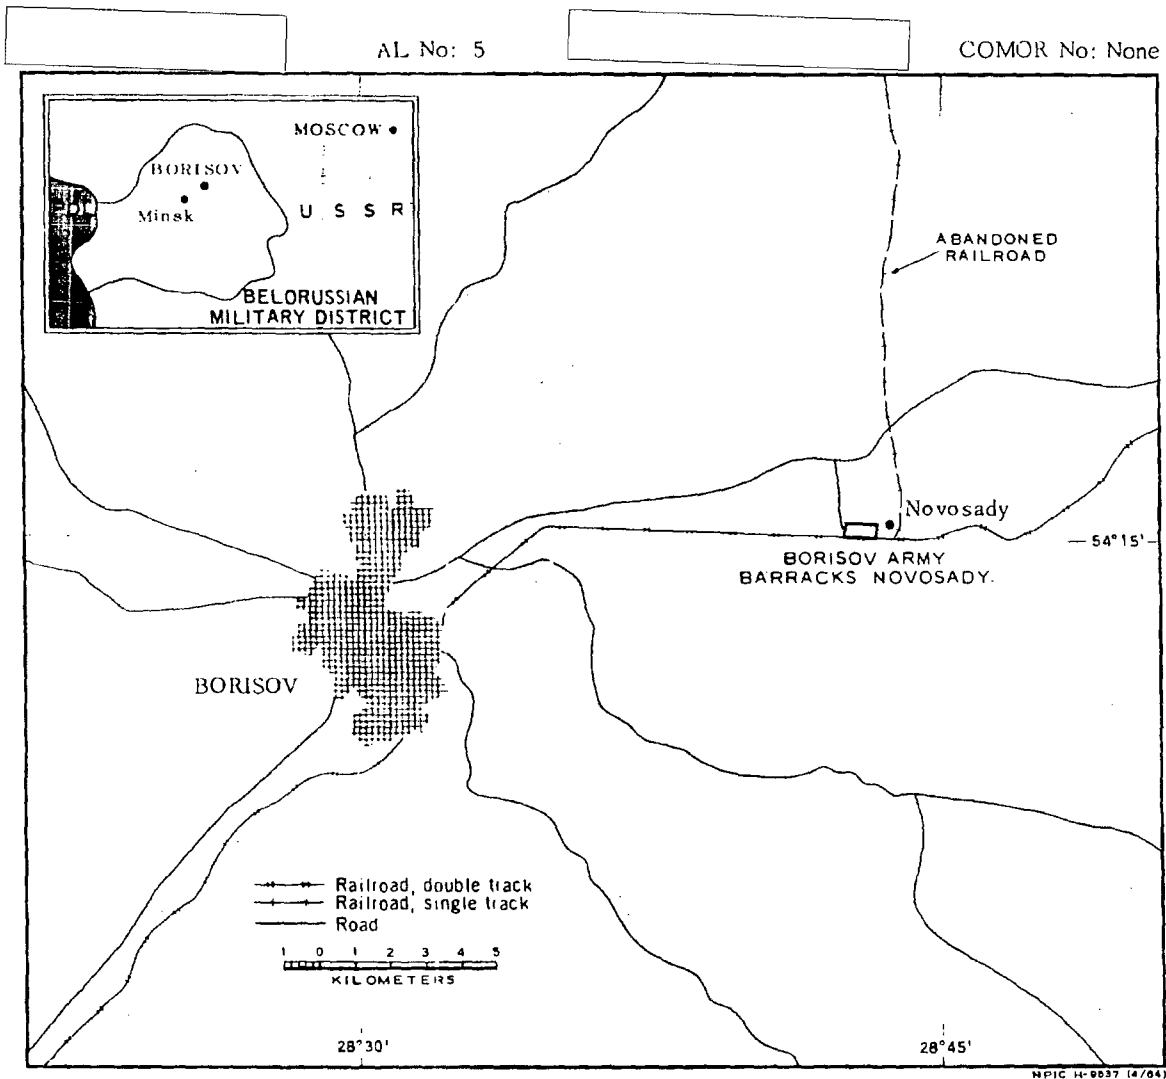 AL No: 5
COMOR No: None
MOSCOW
BORISOV
Minsk
U S S R
BELORUSSIAN
MILITARY DISTRICT
ABANDONED
RAILROAD
Novosady
54°15'
BORISOV ARMY
BARRACKS NOVOSADY.
BORISOV
Railroad, double track
Railroad, single track
Road
1 0 1 2 3 4 5
KILOMETERS
28°30'
28°45'
NPIC H-9837 (4/64)